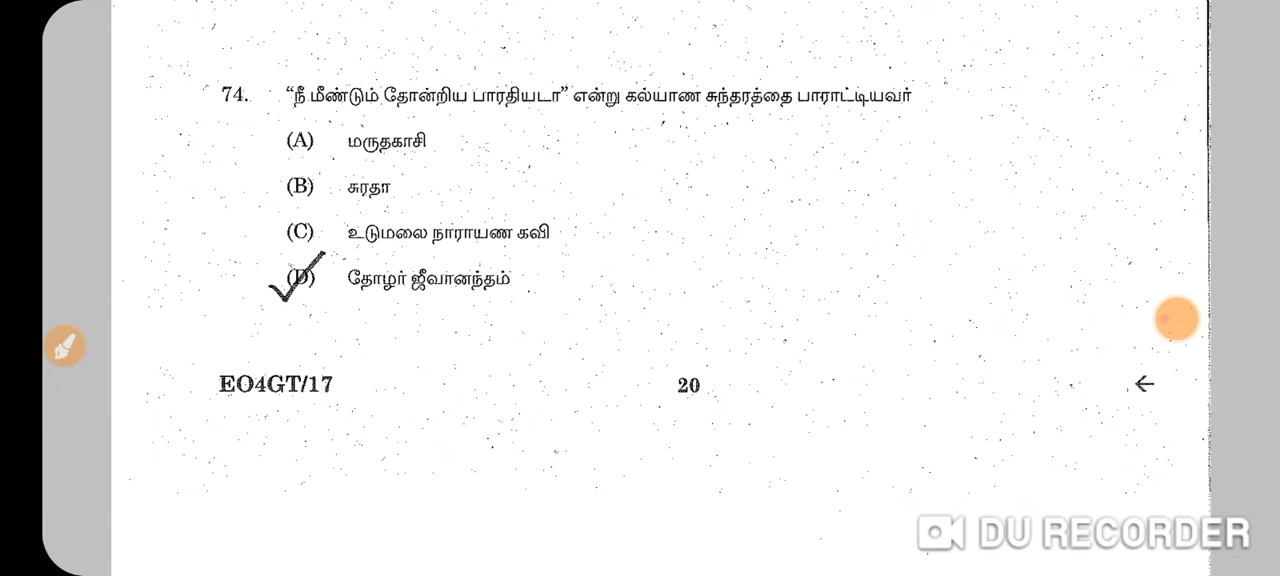 74. “நீ மீண்டும் தோன்றிய பாரதியடா” என்று கல்யாண சுந்தரத்தை பாராட்டியவர்
(A) மருதகாசி
(B) சுரதா
(C) உடுமலை நாராயண கவி
(D) தோழர் ஜீவானந்தம்
EO4GT/17 20 ←
DU RECORDER